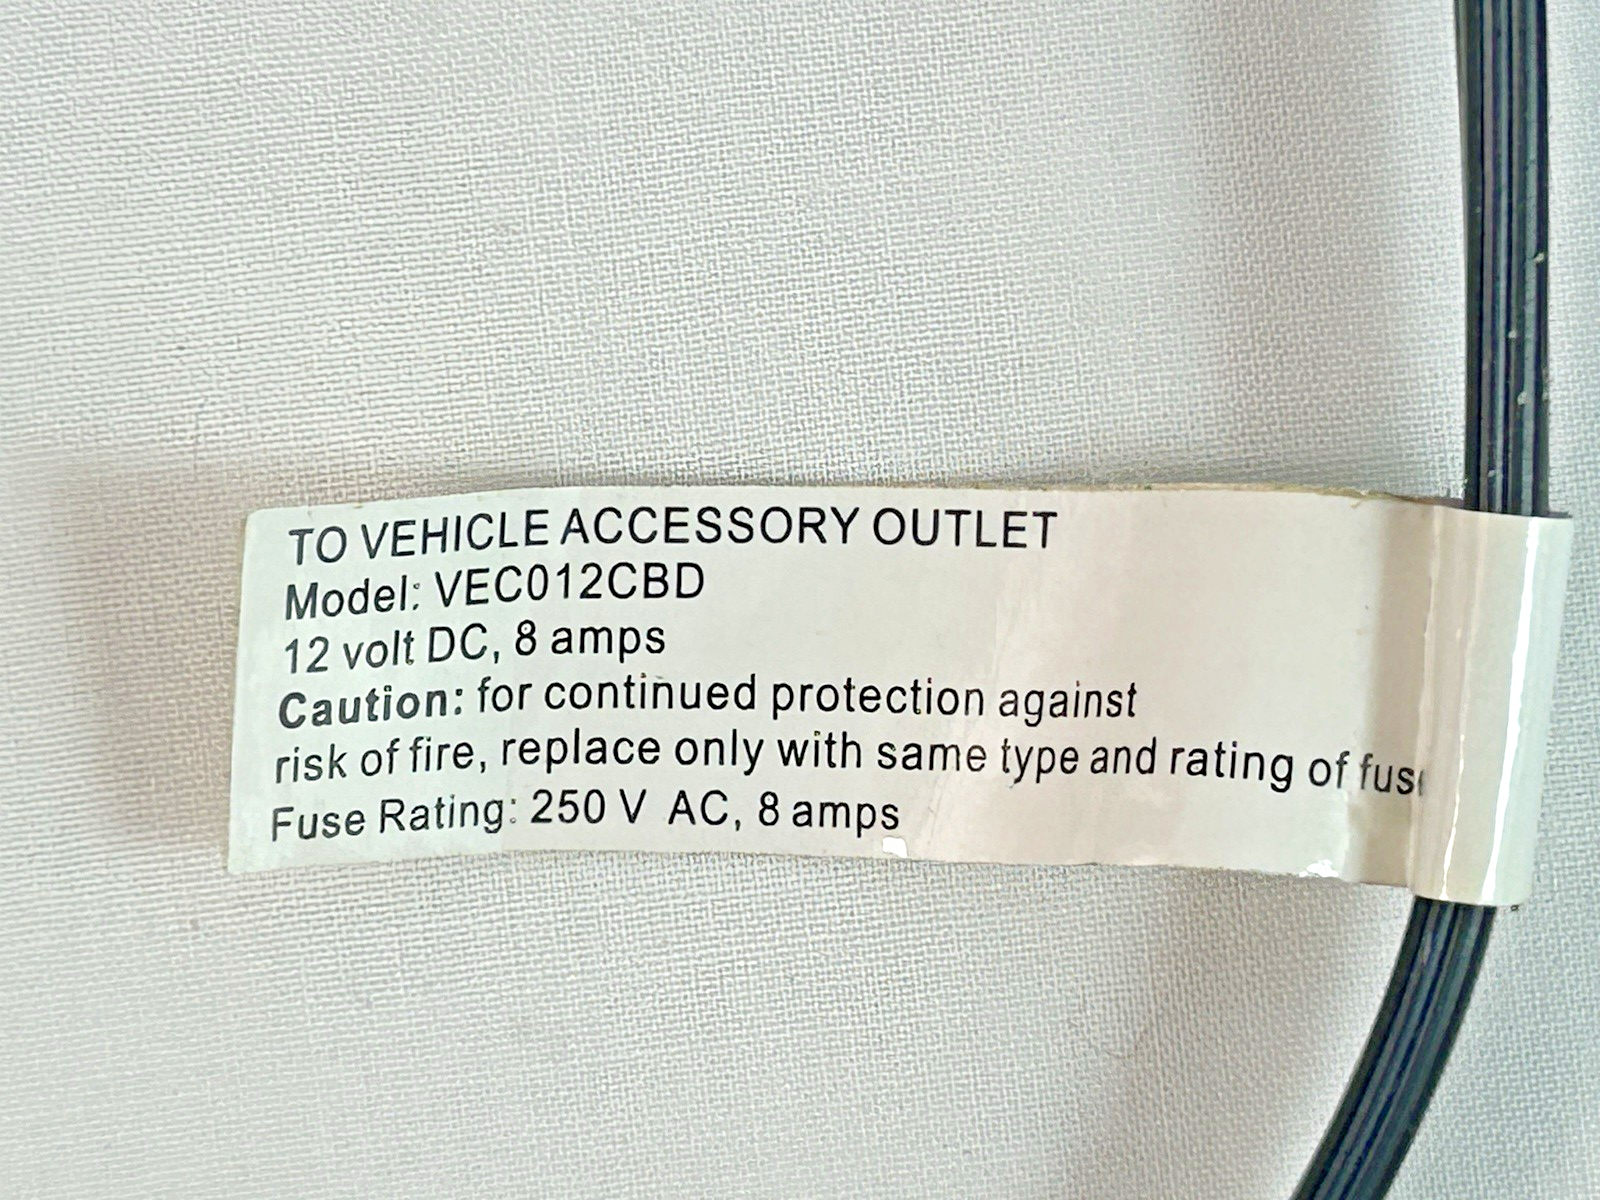 TO VEHICLE ACCESSORY OUTLET
Model: VEC012CBD
12 volt DC, 8 amps
Caution: for continued protection against
risk of fire, replace only with same type and rating of fuse
Fuse Rating: 250 V AC, 8 amps